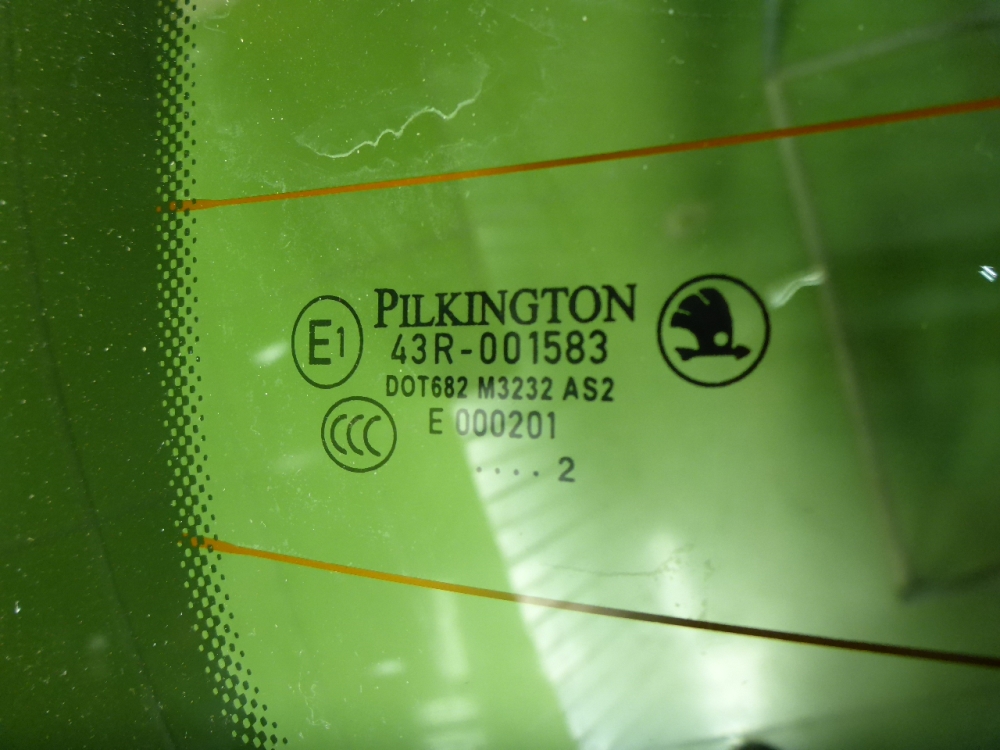 PILKINGTON
E1 43R-001583
DOT682 M3232 AS2
CCC E 000201
.... 2